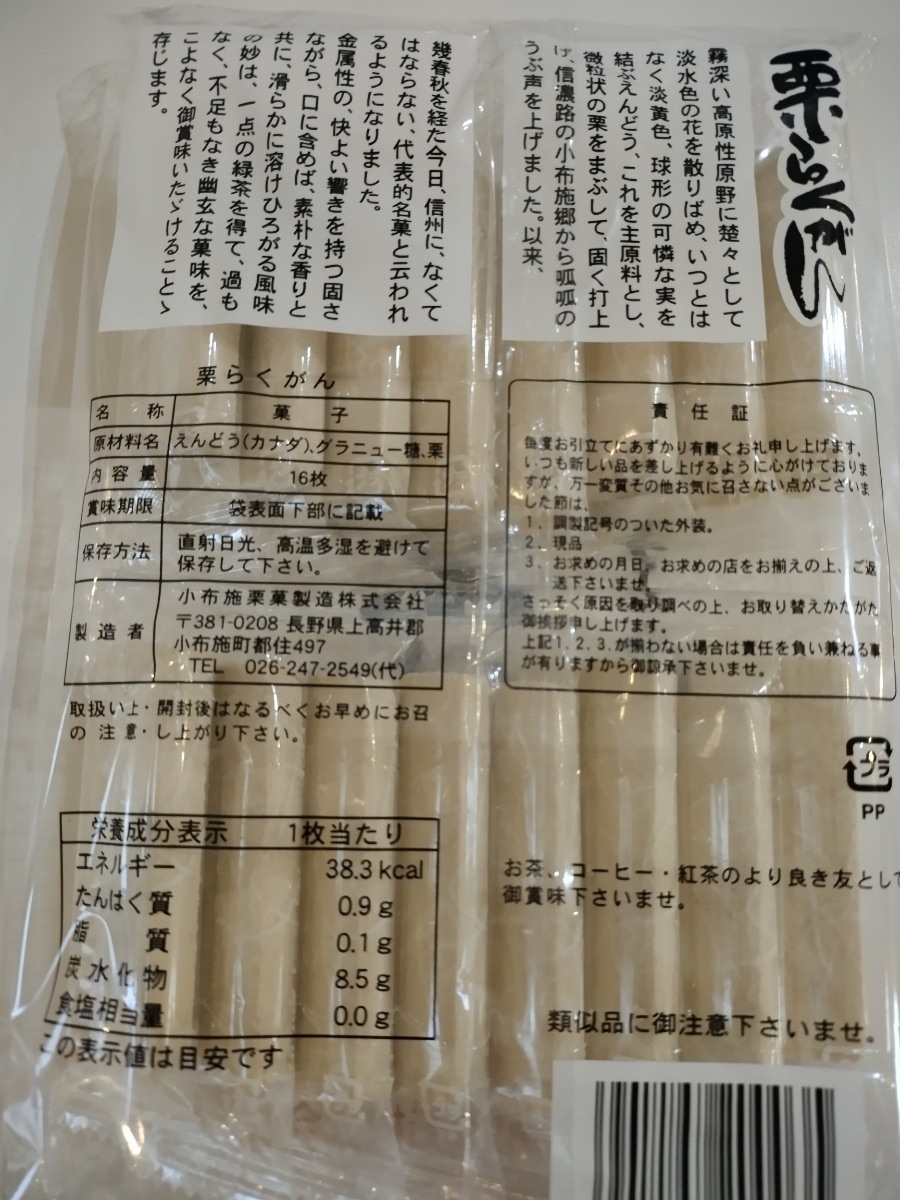 栗らくがん
霧深い高原性原野に楚々として
淡水色の花を散りばめ、いつとは
なく淡黄色、球形の可憐な実を
結ぶえんどう、これを主原料とし、
微粒状の栗をまぶして、固く打上
げ、信濃路の小布施郷から呱呱の
うぶ声を上げました。以来、
幾春秋を経た今日、信州に、なくて
はならない、代表的名菓と云われ
るようになりました。
金属性の、快よい響きを持つ固さ
ながら、口に含めば、素朴な香りと
共に、滑らかに溶けひろがる風味
の妙は、一点の緑茶を得て、過も
なく、不足もなき幽玄な菓味を、
こよなく御賞味いたゞけることゝ
存じます。
栗らくがん
名称 菓子
原材料名 えんどう(カナダ)、グラニュー糖、栗
内容量 16枚
賞味期限 袋表面下部に記載
保存方法 直射日光、高温多湿を避けて
保存して下さい。
製造者 小布施栗菓製造株式会社
〒381-0208 長野県上高井郡
小布施町都住497
TEL 026-247-2549(代)
取扱い上・開封後はなるべくお早めにお召
の注意・し上がり下さい。
栄養成分表示 1枚当たり
エネルギー 38.3 kcal
たんぱく質 0.9 g
脂質 0.1 g
炭水化物 8.5 g
食塩相当量 0.0 g
この表示値は目安です
責任証
毎度お引立てにあずかり有難くお礼申し上げます。
いつも新しい品を差し上げるように心がけておりま
すが、万一変質その他お気に召さない点がございま
した節は、
1. 調製記号のついた外装。
2. 現品
3. お求めの月日、お求めの店をお揃えの上、ご返
送下さいませ。
さっそく原因を取り調べの上、お取り替えかたがた
御挨拶申し上げます。
上記1.2.3.が揃わない場合は責任を負い兼ねる事
が有りますから御諒承下さいませ。
プラ
PP
お茶、コーヒー・紅茶のより良き友として
御賞味下さいませ。
類似品に御注意下さいませ。